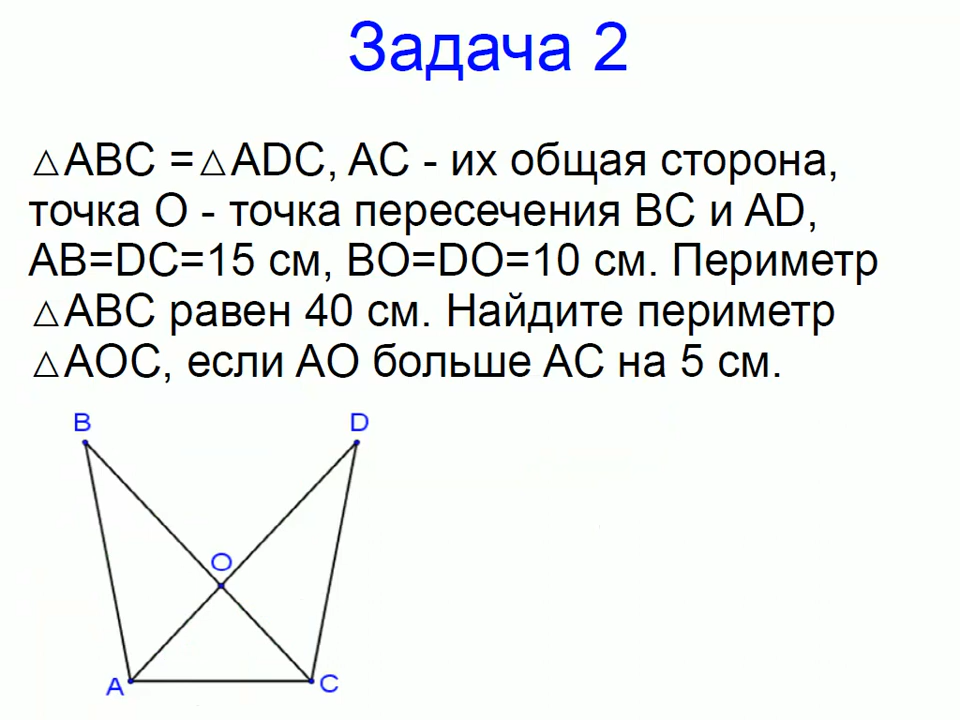 Задача 2
△ABC =△ADC, AC - их общая сторона,
точка O - точка пересечения BC и AD,
AB=DC=15 см, BO=DO=10 см. Периметр
△ABC равен 40 см. Найдите периметр
△AOC, если AO больше AC на 5 см.
B D
O
A C